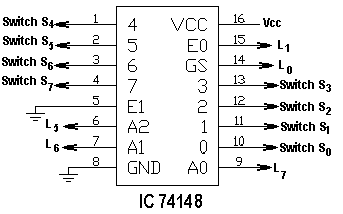 Switch S4 1 4 VCC 16 Vcc
Switch S5 2 5 E0 15 L1
Switch S6 3 6 GS 14 L0
Switch S7 4 7 3 13 Switch S3
5 E1 2 12 Switch S2
L5 6 A2 1 11 Switch S1
L6 7 A1 0 10 Switch S0
8 GND A0 9 L7
IC 74148